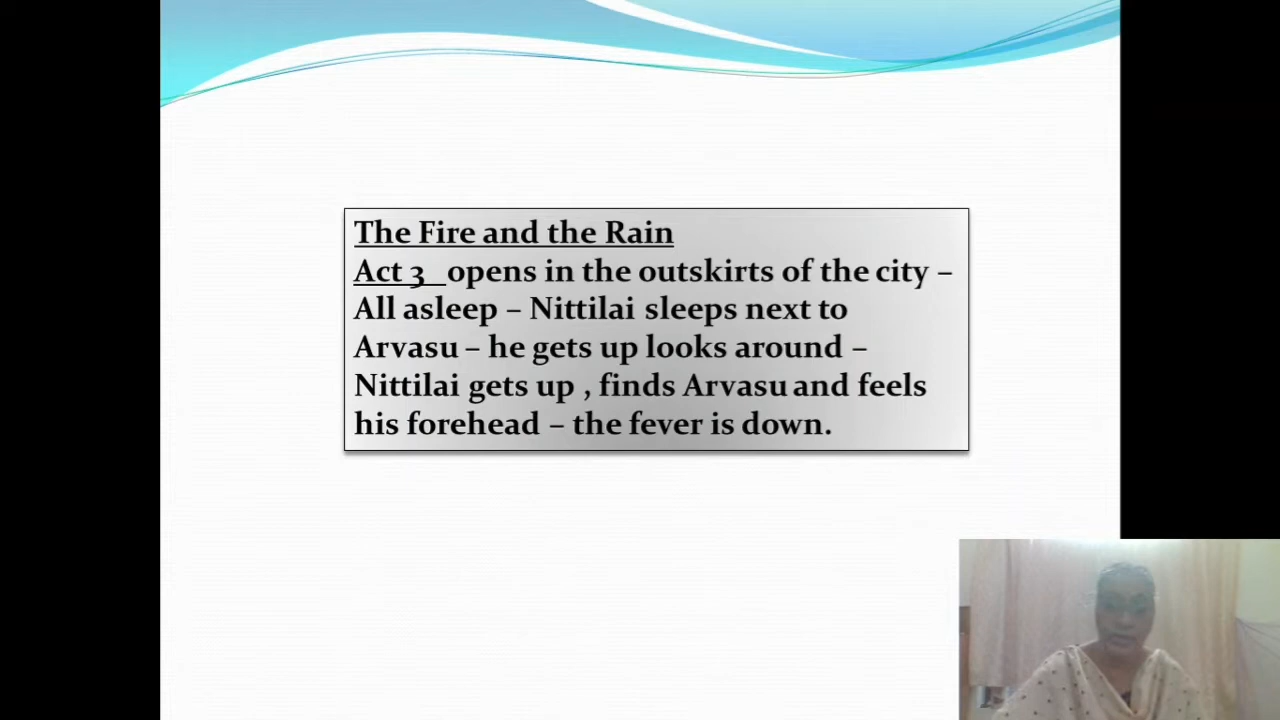 The Fire and the Rain
Act 3 opens in the outskirts of the city –
All asleep – Nittilai sleeps next to
Arvasu – he gets up looks around –
Nittilai gets up , finds Arvasu and feels
his forehead – the fever is down.